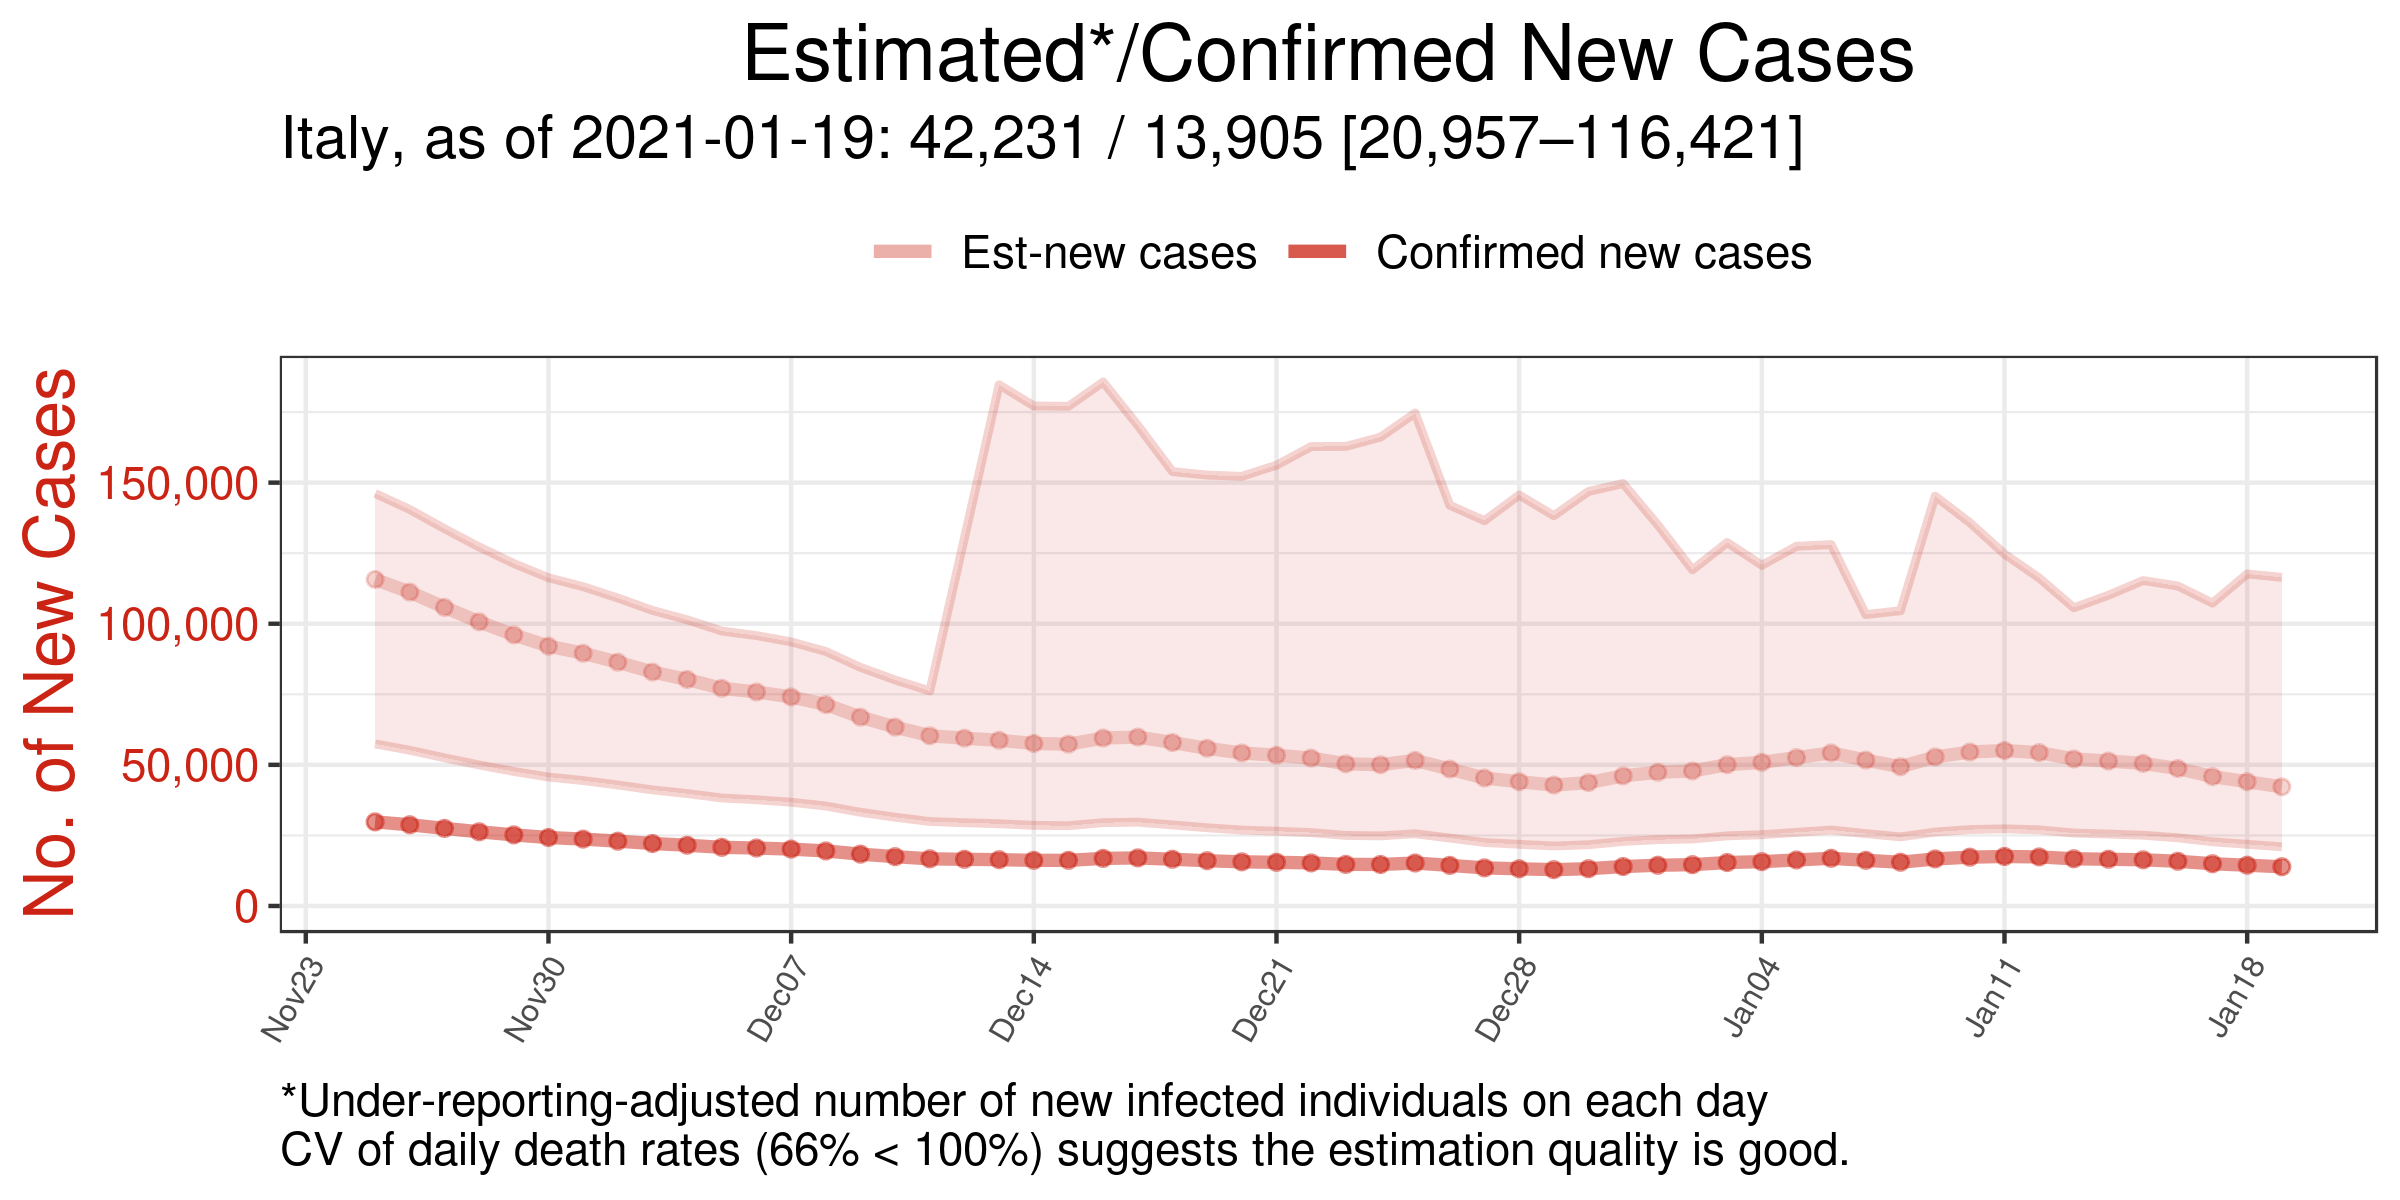 Estimated*/Confirmed New Cases
Italy, as of 2021-01-19: 42,231 / 13,905 [20,957–116,421]
Est-new cases
Confirmed new cases
No. of New Cases
150,000
100,000
50,000
0
Nov23
Nov30
Dec07
Dec14
Dec21
Dec28
Jan04
Jan11
Jan18
*Under-reporting-adjusted number of new infected individuals on each day
CV of daily death rates (66% < 100%) suggests the estimation quality is good.